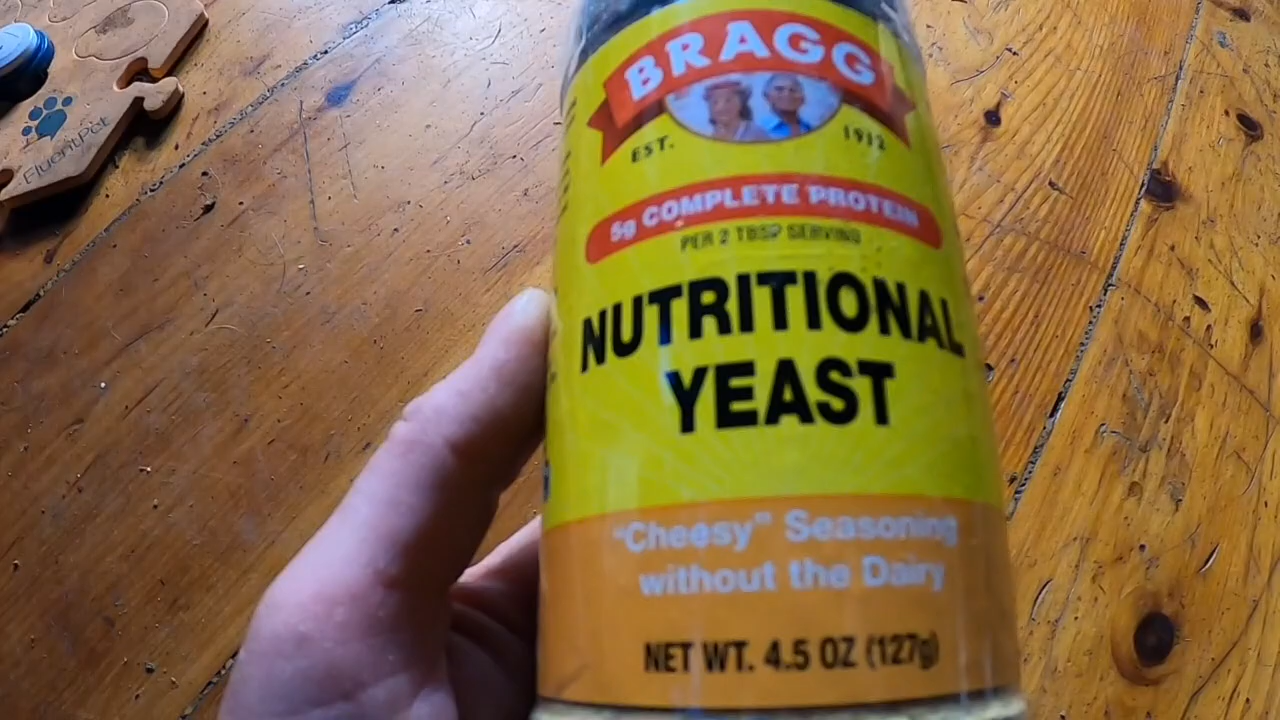 FluentPet
BRAGG
EST. 1912
5g COMPLETE PROTEIN
PER 2 TBSP SERVING
NUTRITIONAL
YEAST
"Cheesy" Seasoning
without the Dairy
NET WT. 4.5 OZ (127g)